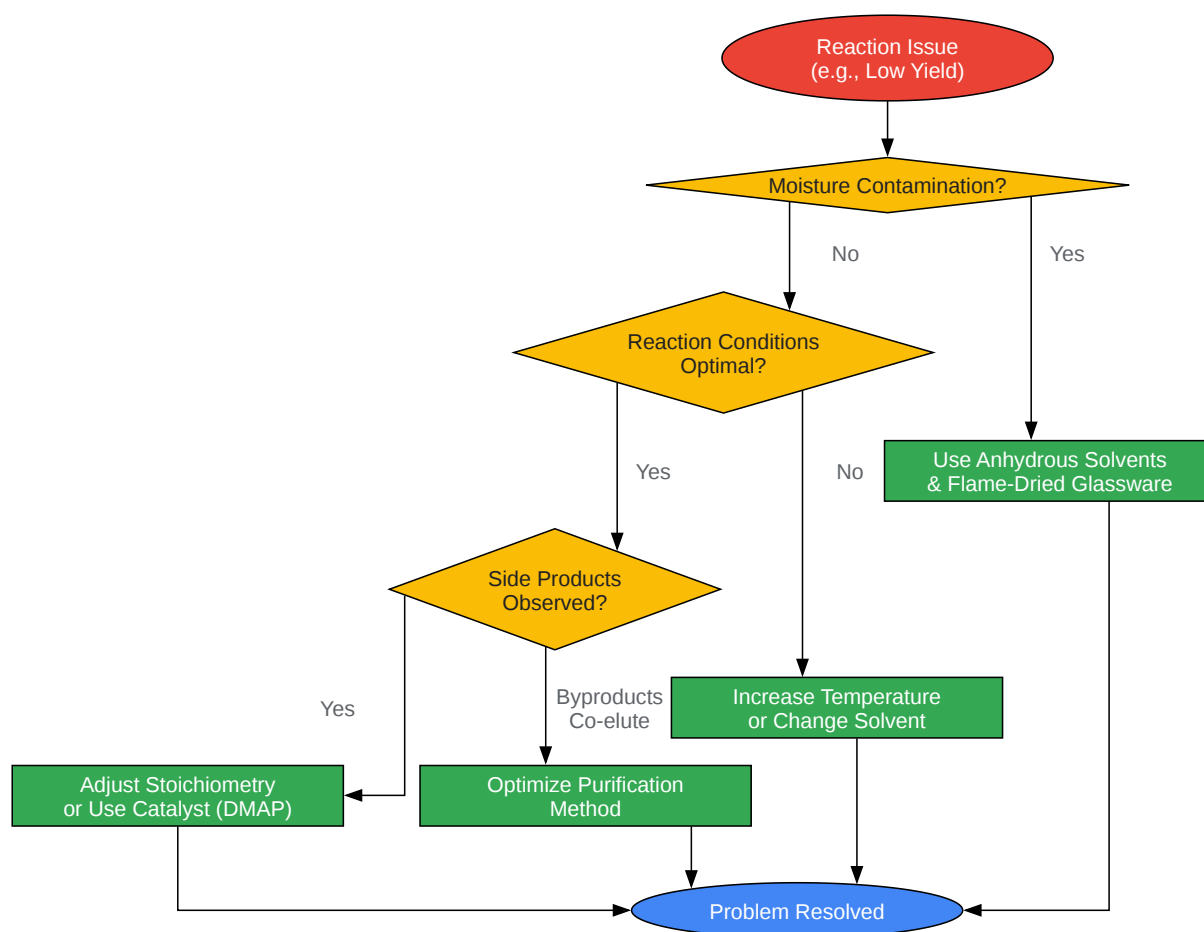 Reaction Issue
(e.g., Low Yield)
Moisture Contamination?
No
Yes
Reaction Conditions
Optimal?
Use Anhydrous Solvents
& Flame-Dried Glassware
Yes
No
Side Products
Observed?
Yes
Byproducts
Co-elute
Increase Temperature
or Change Solvent
Adjust Stoichiometry
or Use Catalyst (DMAP)
Optimize Purification
Method
Problem Resolved